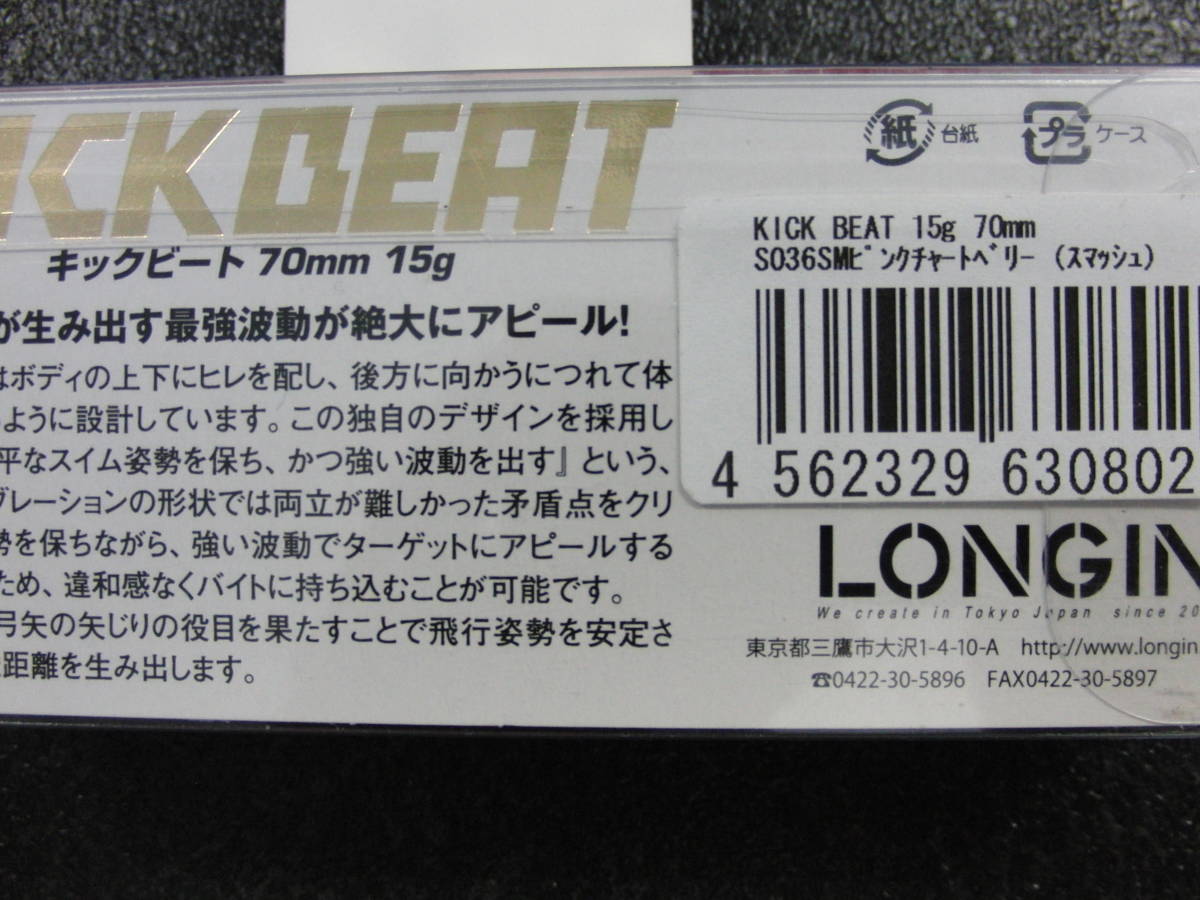 ICKBEAT
キックビート 70mm 15g
が生み出す最強波動が絶大にアピール!
はボディの上下にヒレを配し、後方に向かうにつれて体
ように設計しています。この独自のデザインを採用し
平なスイム姿勢を保ち、かつ強い波動を出す』という、
ブレーションの形状では両立が難しかった矛盾点をクリ
勢を保ちながら、強い波動でターゲットにアピールする
ため、違和感なくバイトに持ち込むことが可能です。
弓矢の矢じりの役目を果たすことで飛行姿勢を安定さ
距離を生み出します。
紙 台紙 プラ ケース
KICK BEAT 15g 70mm
S036SMピンクチャートベリー (スマッシュ)
4 562329 630802
LONGIN
We create in Tokyo Japan since 20
東京都三鷹市大沢1-4-10-A http://www.longin
☎0422-30-5896 FAX0422-30-5897